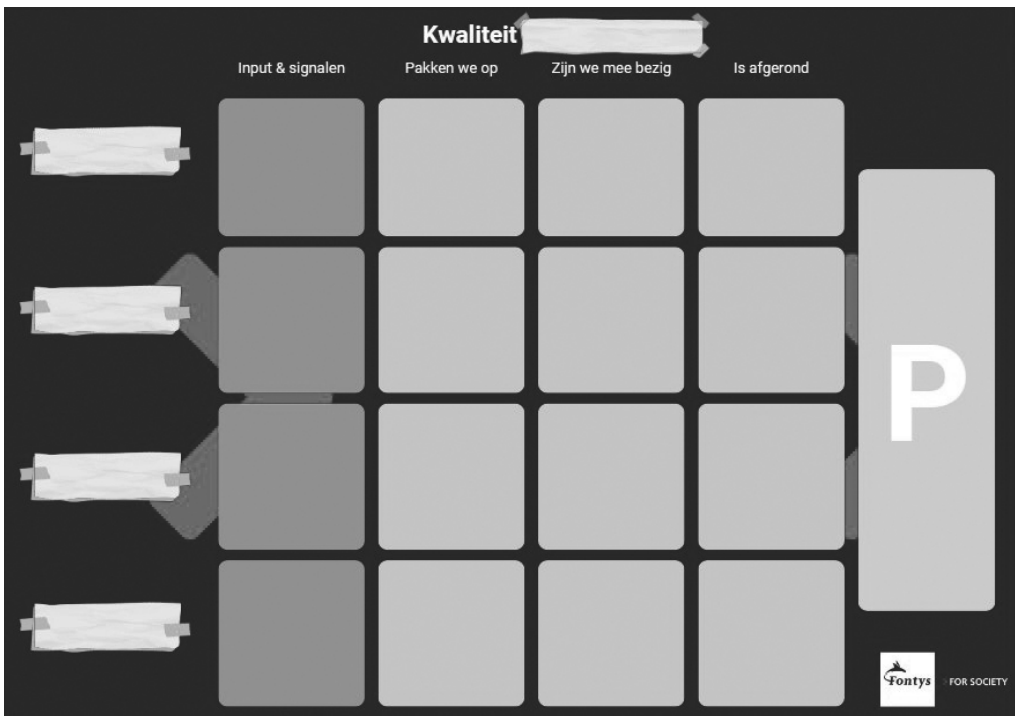 Kwaliteit
Input & signalen
Pakken we op
Zijn we mee bezig
Is afgerond
P
Fontys
>FOR SOCIETY